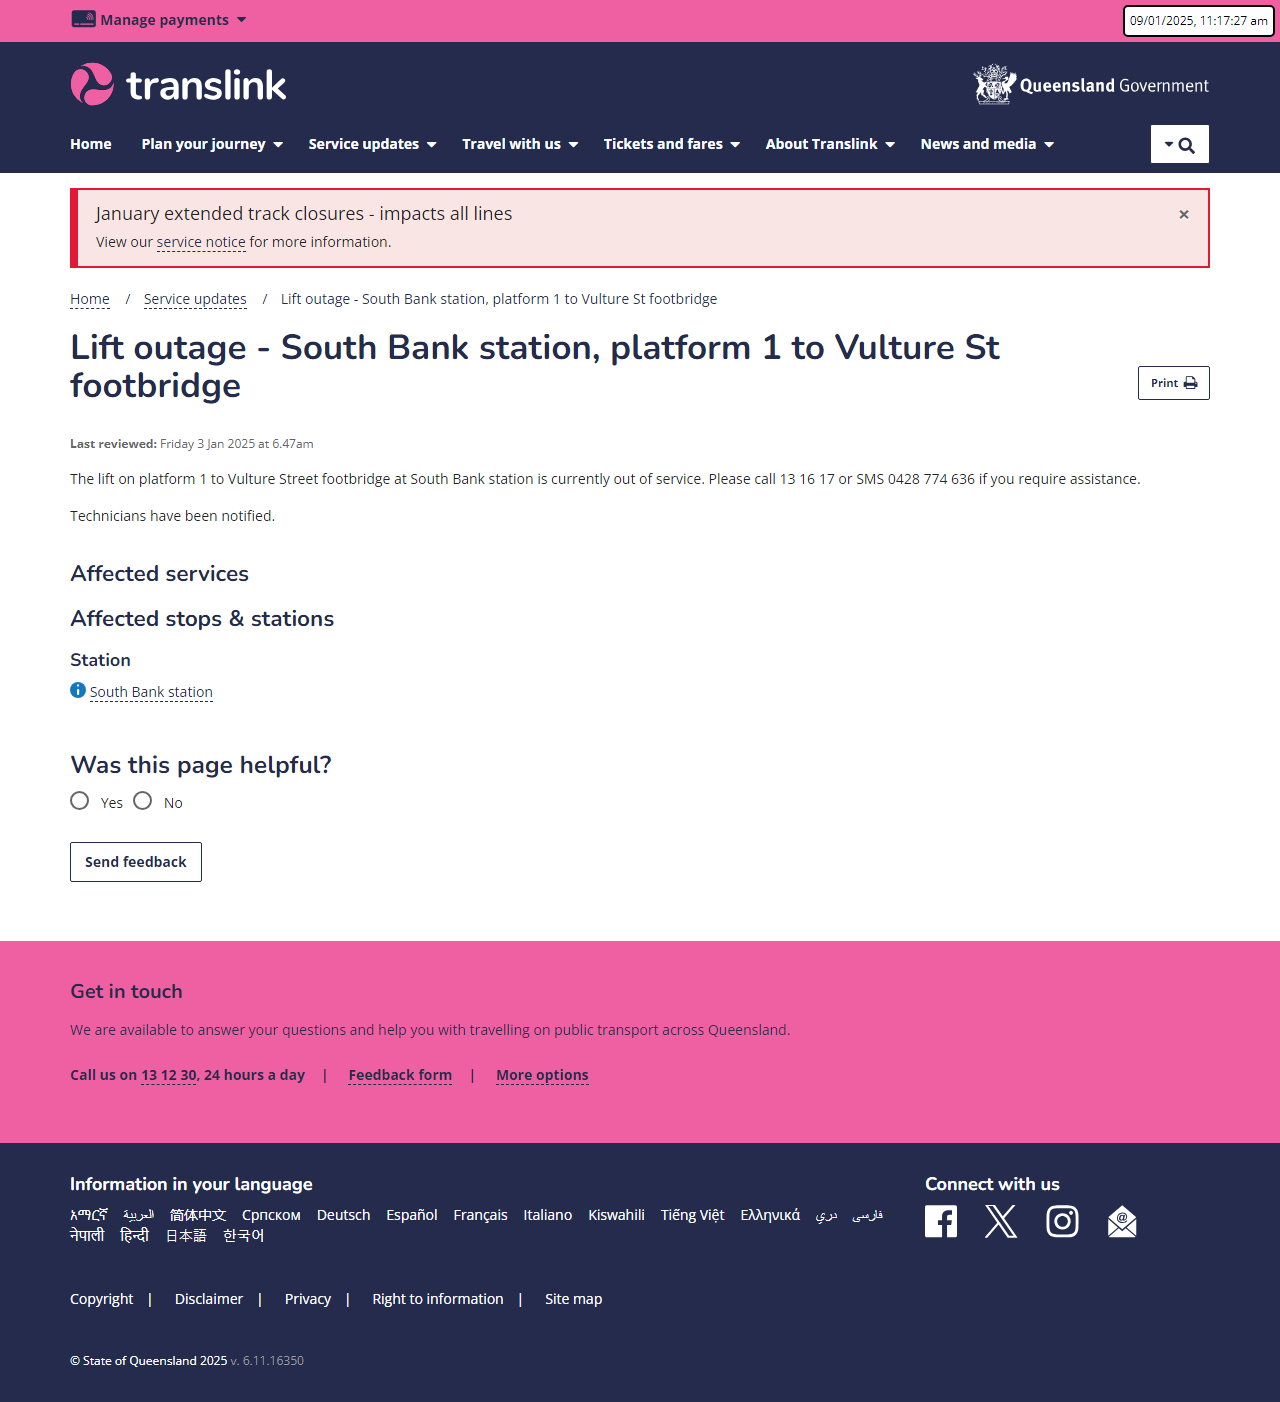 Manage payments
09/01/2025, 11:17:27 am
translink
Queensland Government
Home Plan your journey Service updates Travel with us Tickets and fares About Translink News and media
January extended track closures - impacts all lines
×
View our service notice for more information.
Home / Service updates / Lift outage - South Bank station, platform 1 to Vulture St footbridge
Lift outage - South Bank station, platform 1 to Vulture St
footbridge
Print
Last reviewed: Friday 3 Jan 2025 at 6.47am
The lift on platform 1 to Vulture Street footbridge at South Bank station is currently out of service. Please call 13 16 17 or SMS 0428 774 636 if you require assistance.
Technicians have been notified.
Affected services
Affected stops & stations
Station
South Bank station
Was this page helpful?
Yes No
Send feedback
Get in touch
We are available to answer your questions and help you with travelling on public transport across Queensland.
Call us on 13 12 30, 24 hours a day | Feedback form | More options
Information in your language
አማርኛ العربية 简体中文 Српском Deutsch Español Français Italiano Kiswahili Tiếng Việt Ελληνικά دري فارسی
नेपाली हिन्दी 日本語 한국어
Connect with us
Copyright | Disclaimer | Privacy | Right to information | Site map
© State of Queensland 2025 v. 6.11.16350